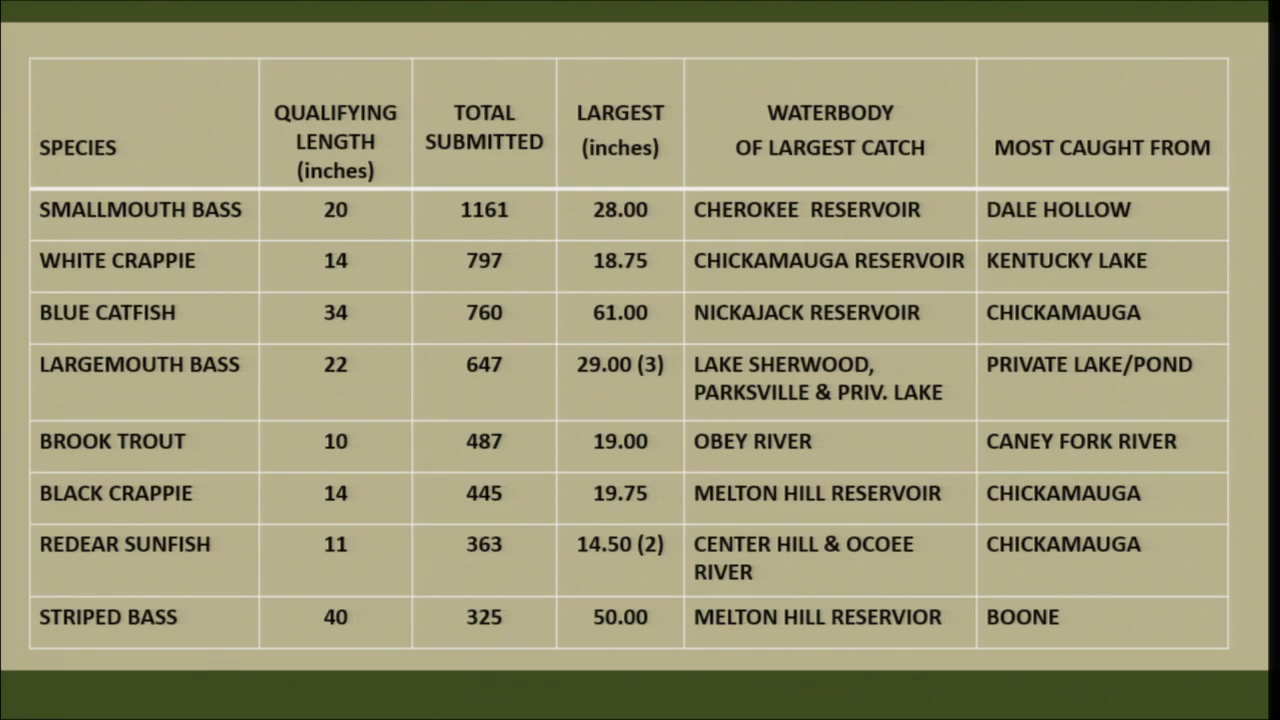 SPECIES QUALIFYING LENGTH (inches) TOTAL SUBMITTED LARGEST (inches) WATERBODY OF LARGEST CATCH MOST CAUGHT FROM
SMALLMOUTH BASS 20 1161 28.00 CHEROKEE RESERVOIR DALE HOLLOW
WHITE CRAPPIE 14 797 18.75 CHICKAMAUGA RESERVOIR KENTUCKY LAKE
BLUE CATFISH 34 760 61.00 NICKAJACK RESERVOIR CHICKAMAUGA
LARGEMOUTH BASS 22 647 29.00 (3) LAKE SHERWOOD, PRIVATE LAKE/POND
PARKSVILLE & PRIV. LAKE
BROOK TROUT 10 487 19.00 OBEY RIVER CANEY FORK RIVER
BLACK CRAPPIE 14 445 19.75 MELTON HILL RESERVOIR CHICKAMAUGA
REDEAR SUNFISH 11 363 14.50 (2) CENTER HILL & OCOEE CHICKAMAUGA
RIVER
STRIPED BASS 40 325 50.00 MELTON HILL RESERVIOR BOONE